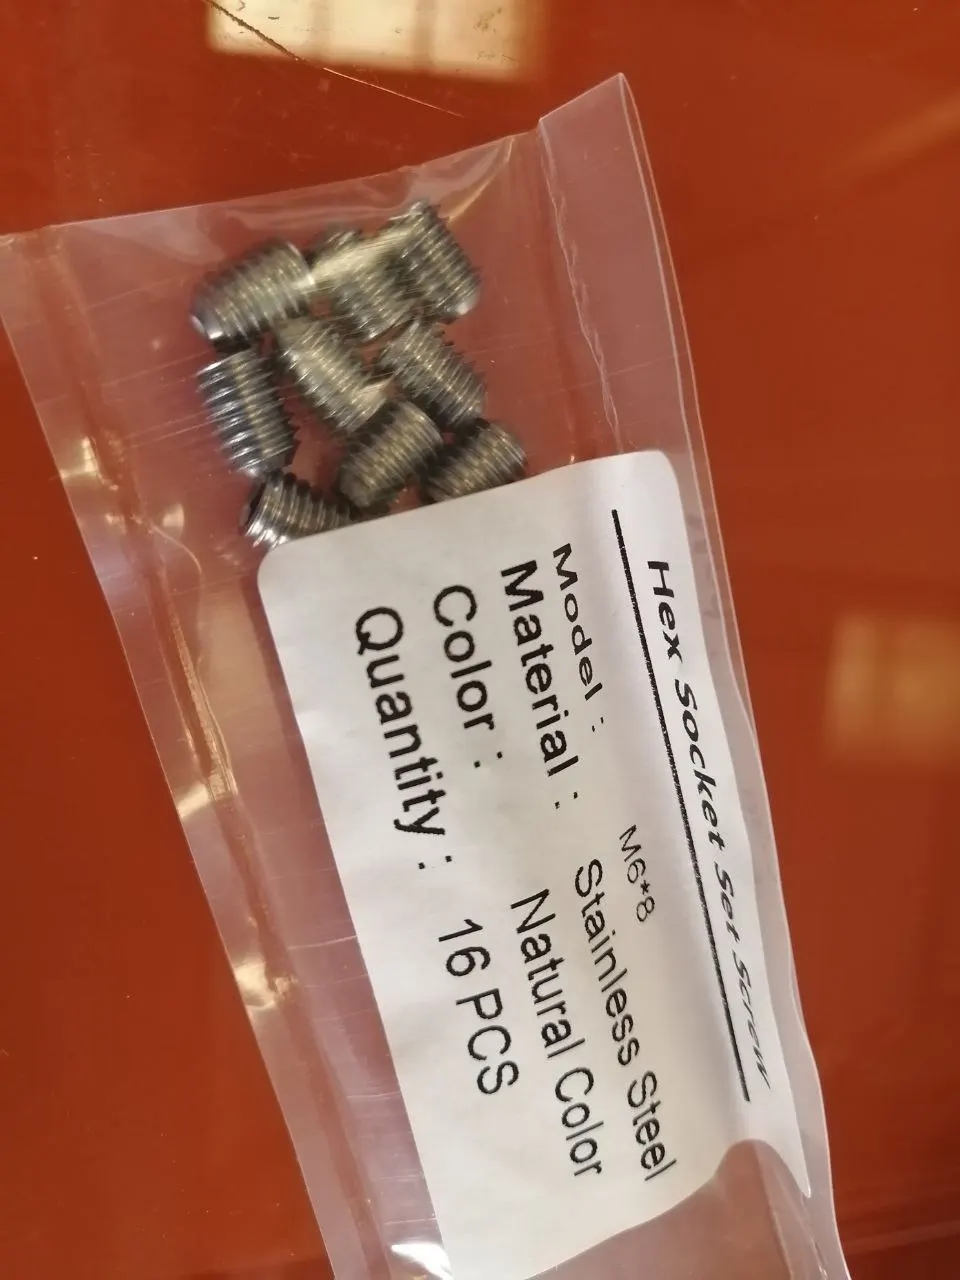 Hex Socket Set Screw
Model : M6*8
Material : Stainless Steel
Color : Natural Color
Quantity : 16 PCS